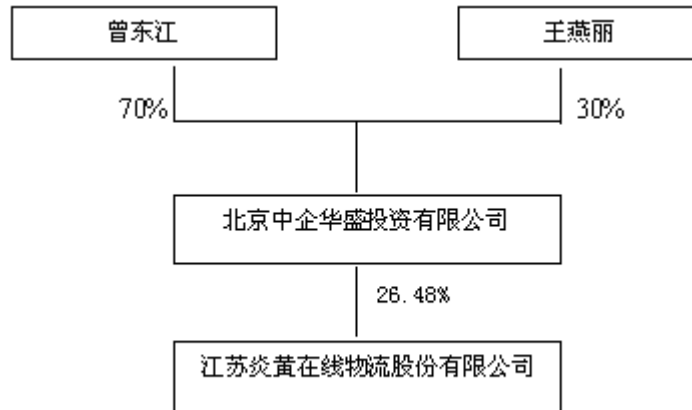 曾东江
王燕丽
70%
30%
北京中企华盛投资有限公司
26.48%
江苏炎黄在线物流股份有限公司